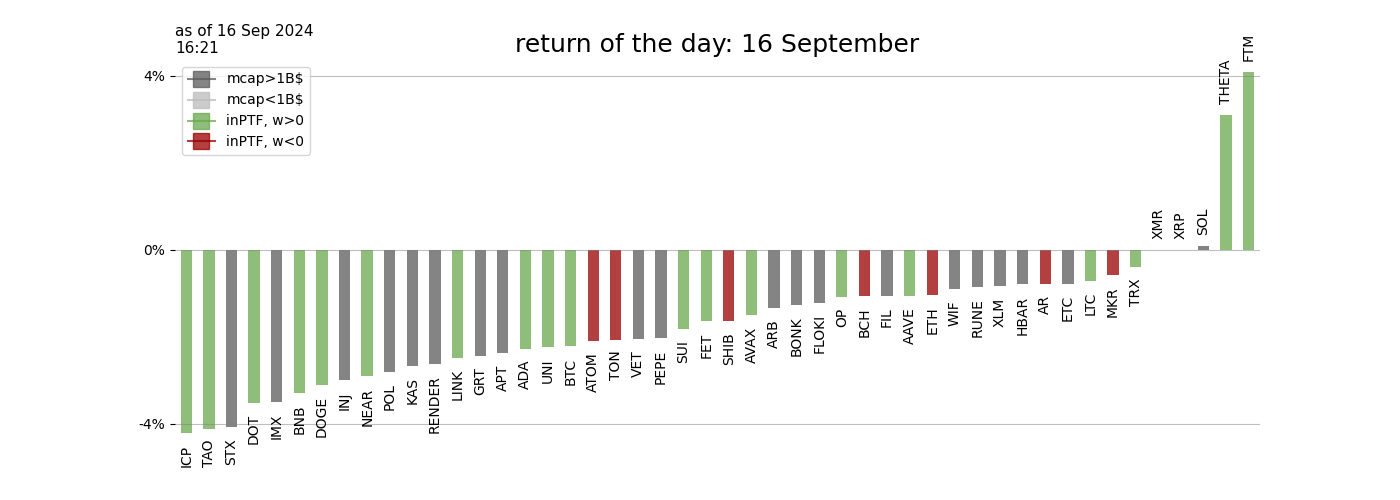 as of 16 Sep 2024
16:21
return of the day: 16 September
mcap>1B$
mcap<1B$
inPTF, w>0
inPTF, w<0
4%
0%
-4%
ICP
TAO
STX
DOT
IMX
BNB
DOGE
INJ
NEAR
POL
KAS
RENDER
LINK
GRT
APT
ADA
UNI
BTC
ATOM
TON
VET
PEPE
SUI
FET
SHIB
AVAX
ARB
BONK
FLOKI
OP
BCH
FIL
AAVE
ETH
WIF
RUNE
XLM
HBAR
AR
ETC
LTC
MKR
TRX
XMR
XRP
SOL
THETA
FTM